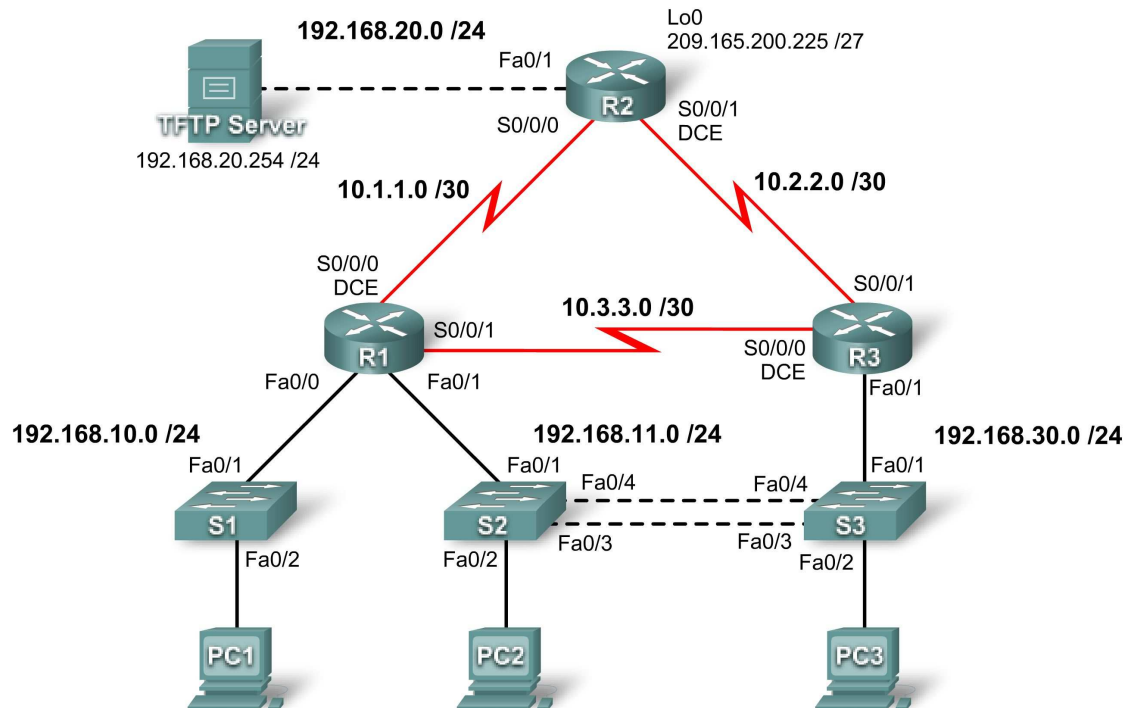 192.168.20.0 /24
Lo0
209.165.200.225 /27
Fa0/1
R2
TFTP Server
192.168.20.254 /24
S0/0/0
S0/0/1
DCE
10.1.1.0 /30
10.2.2.0 /30
S0/0/0
DCE
S0/0/1
10.3.3.0 /30
S0/0/1
R1
S0/0/0
DCE
R3
Fa0/0
Fa0/1
Fa0/1
192.168.10.0 /24
192.168.11.0 /24
192.168.30.0 /24
Fa0/1
Fa0/1
Fa0/4
Fa0/4
Fa0/1
S1
S2
S3
Fa0/3
Fa0/3
Fa0/2
Fa0/2
Fa0/2
PC1
PC2
PC3